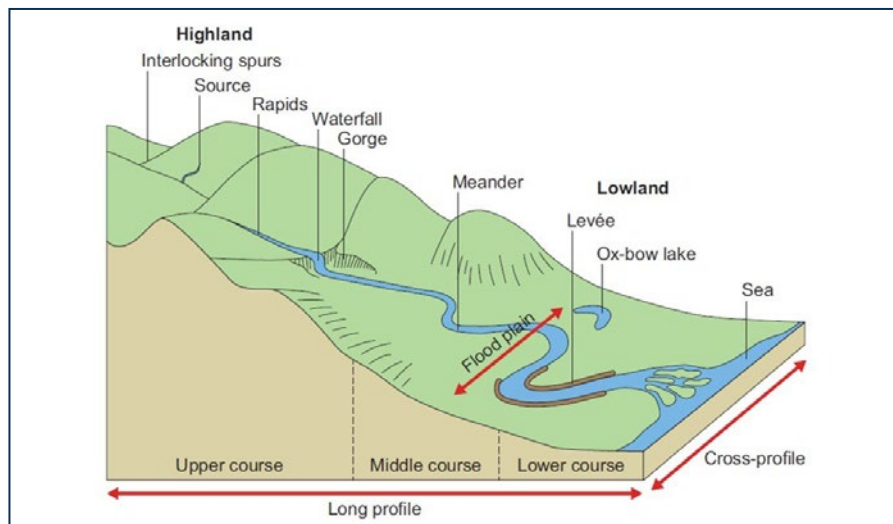 Highland
Interlocking spurs
Source
Rapids
Waterfall
Gorge
Meander
Lowland
Levée
Ox-bow lake
Sea
Flood plain
Upper course
Middle course
Lower course
Cross-profile
Long profile